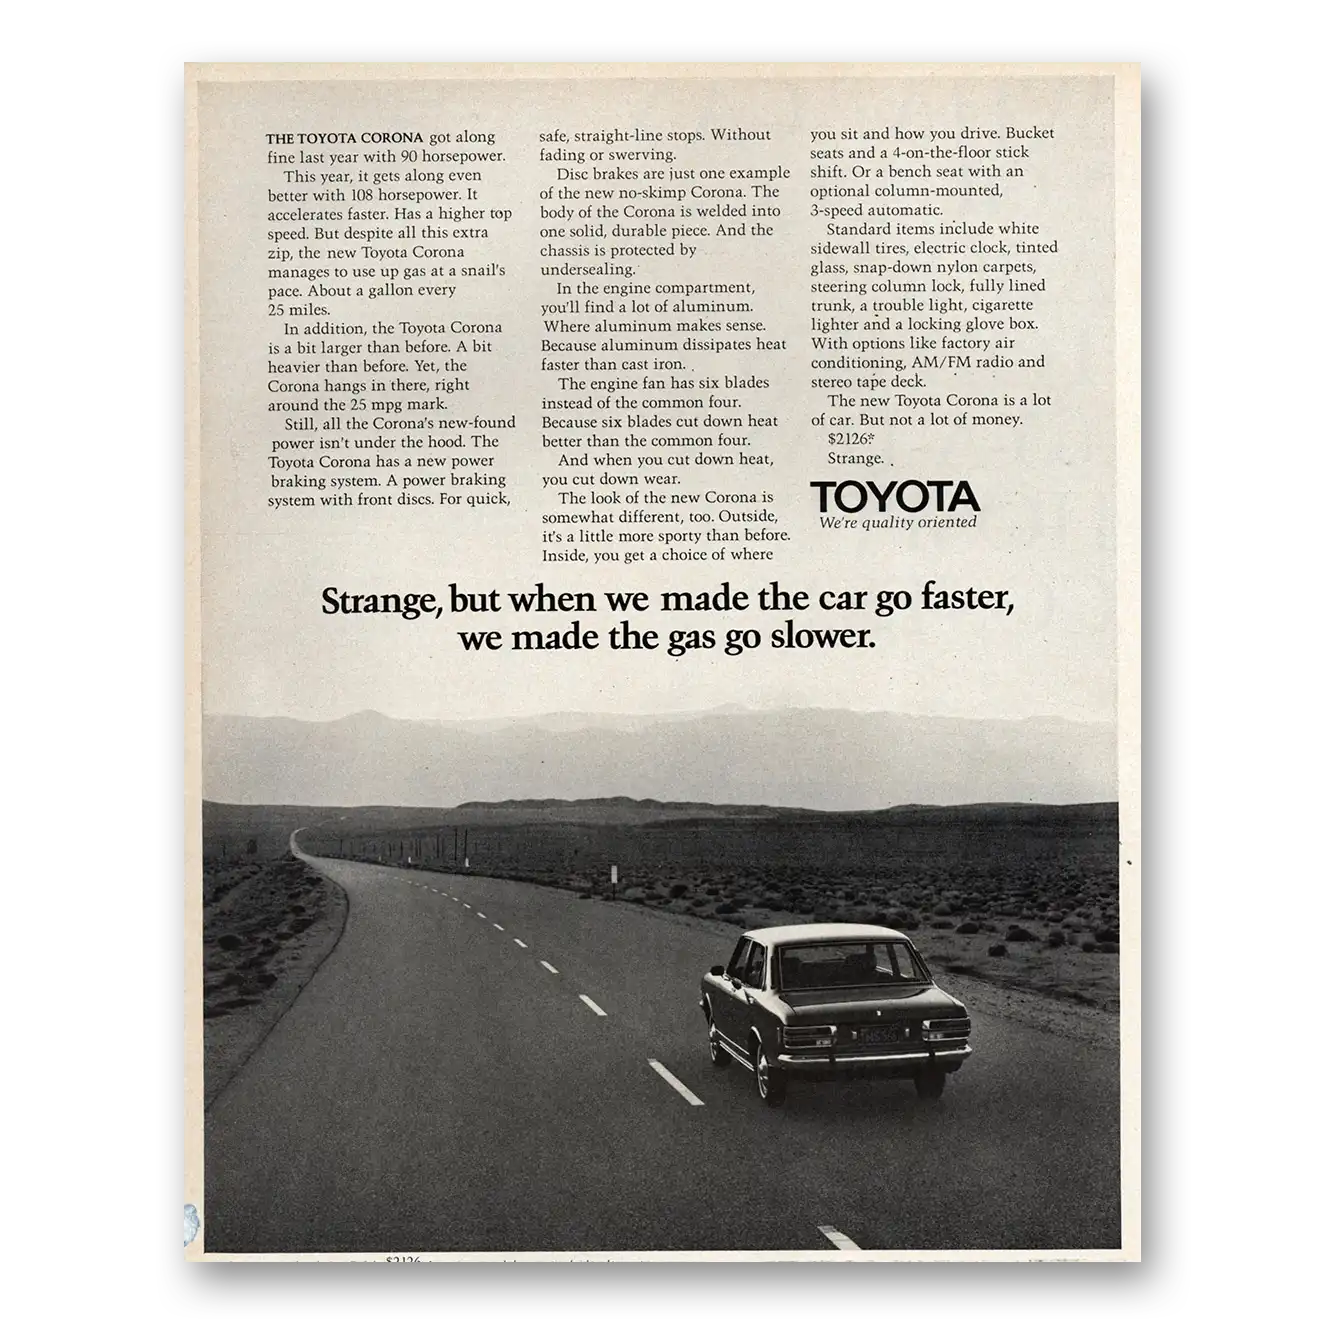 THE TOYOTA CORONA got along
fine last year with 90 horsepower.
This year, it gets along even
better with 108 horsepower. It
accelerates faster. Has a higher top
speed. But despite all this extra
zip, the new Toyota Corona
manages to use up gas at a snail's
pace. About a gallon every
25 miles.
In addition, the Toyota Corona
is a bit larger than before. A bit
heavier than before. Yet, the
Corona hangs in there, right
around the 25 mpg mark.
Still, all the Corona's new-found
power isn't under the hood. The
Toyota Corona has a new power
braking system. A power braking
system with front discs. For quick,
safe, straight-line stops. Without
fading or swerving.
Disc brakes are just one example
of the new no-skimp Corona. The
body of the Corona is welded into
one solid, durable piece. And the
chassis is protected by
undersealing.
In the engine compartment,
you'll find a lot of aluminum.
Where aluminum makes sense.
Because aluminum dissipates heat
faster than cast iron.
The engine fan has six blades
instead of the common four.
Because six blades cut down heat
better than the common four.
And when you cut down heat,
you cut down wear.
The look of the new Corona is
somewhat different, too. Outside,
it's a little more sporty than before.
Inside, you get a choice of where
you sit and how you drive. Bucket
seats and a 4-on-the-floor stick
shift. Or a bench seat with an
optional column-mounted,
3-speed automatic.
Standard items include white
sidewall tires, electric clock, tinted
glass, snap-down nylon carpets,
steering column lock, fully lined
trunk, a trouble light, cigarette
lighter and a locking glove box.
With options like factory air
conditioning, AM/FM radio and
stereo tape deck.
The new Toyota Corona is a lot
of car. But not a lot of money.
$2126*
Strange.
TOYOTA
We're quality oriented
Strange, but when we made the car go faster,
we made the gas go slower.
$2126